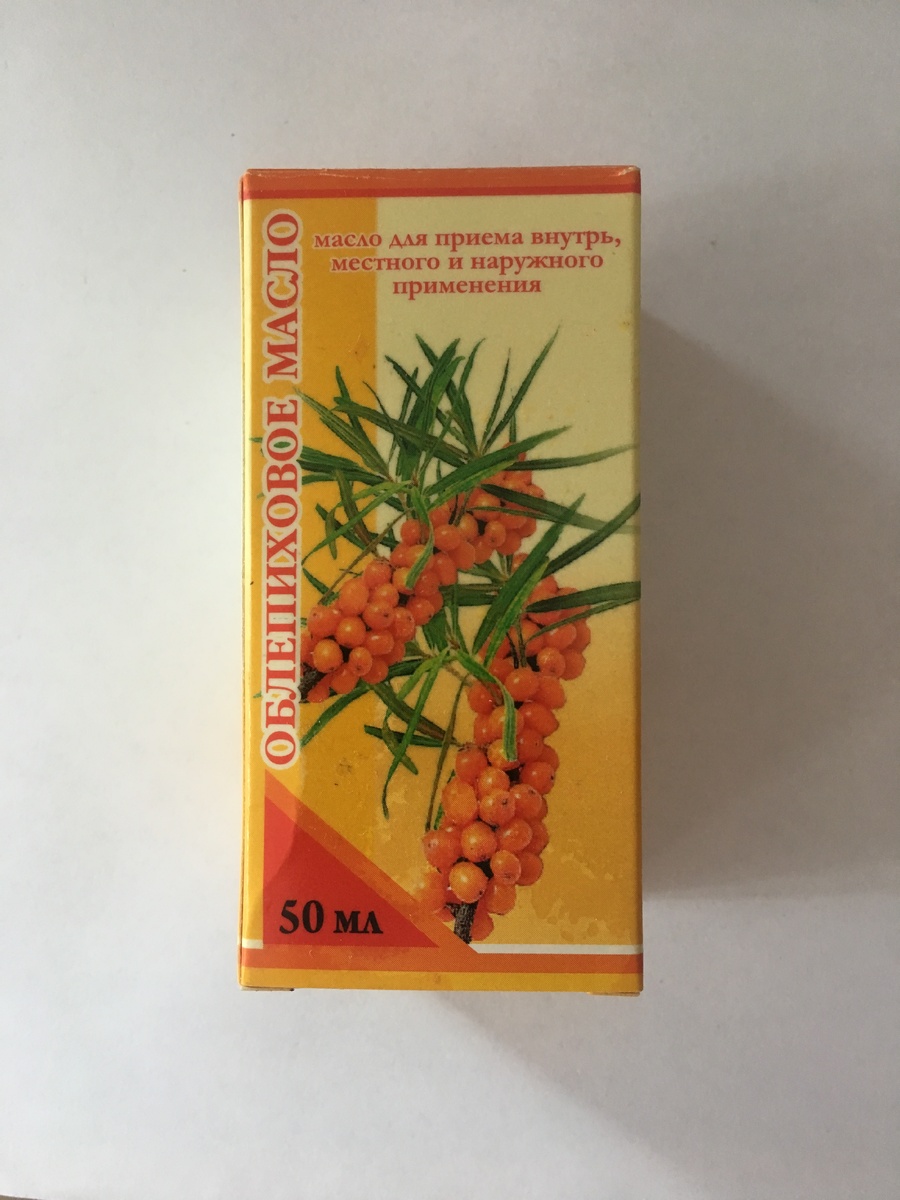 ОБЛЕПИХОВОЕ МАСЛО
масло для приема внутрь,
местного и наружного
применения
50 мл